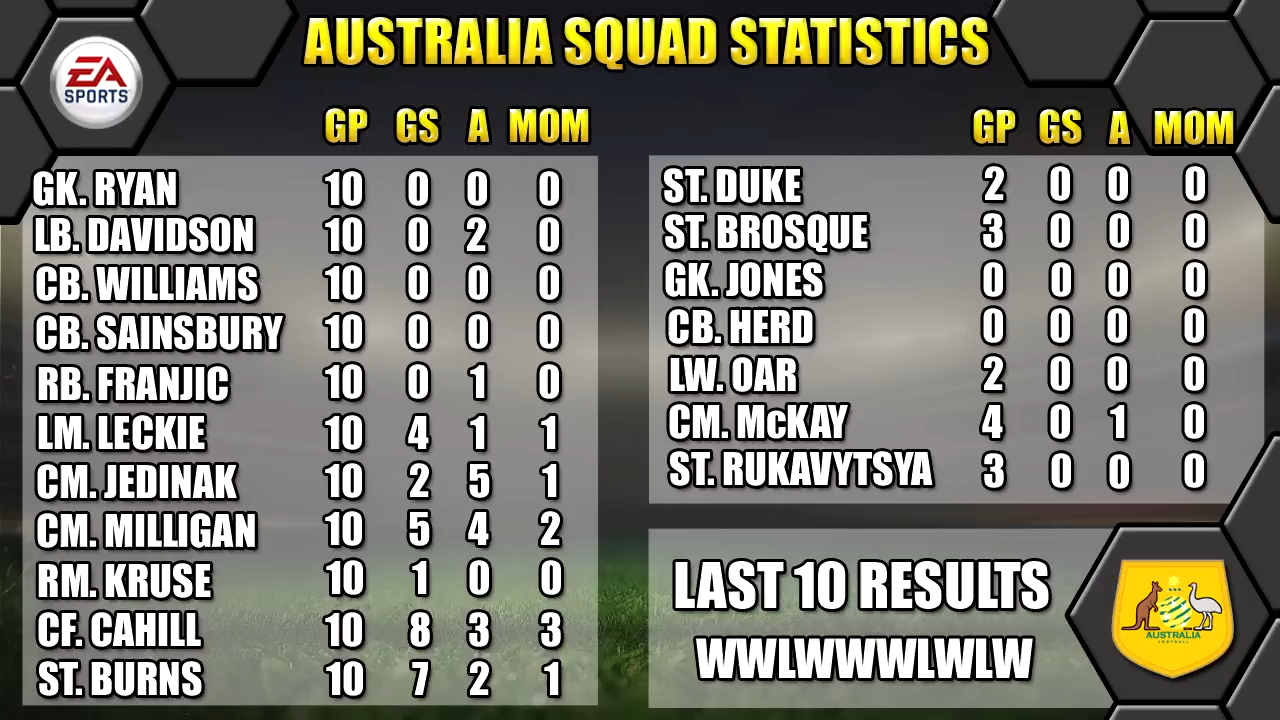 AUSTRALIA SQUAD STATISTICS
EA
SPORTS
GP GS A MOM
GK. RYAN 10 0 0 0
LB. DAVIDSON 10 0 2 0
CB. WILLIAMS 10 0 0 0
CB. SAINSBURY 10 0 0 0
RB. FRANJIC 10 0 1 0
LM. LECKIE 10 4 1 1
CM. JEDINAK 10 2 5 1
CM. MILLIGAN 10 5 4 2
RM. KRUSE 10 1 0 0
CF. CAHILL 10 8 3 3
ST. BURNS 10 7 2 1
GP GS A MOM
ST. DUKE 2 0 0 0
ST. BROSQUE 3 0 0 0
GK. JONES 0 0 0 0
CB. HERD 0 0 0 0
LW. OAR 2 0 0 0
CM. McKAY 4 0 1 0
ST. RUKAVYTSYA 3 0 0 0
LAST 10 RESULTS
WWLWWWLWLW
AUSTRALIA
FOOTBALL